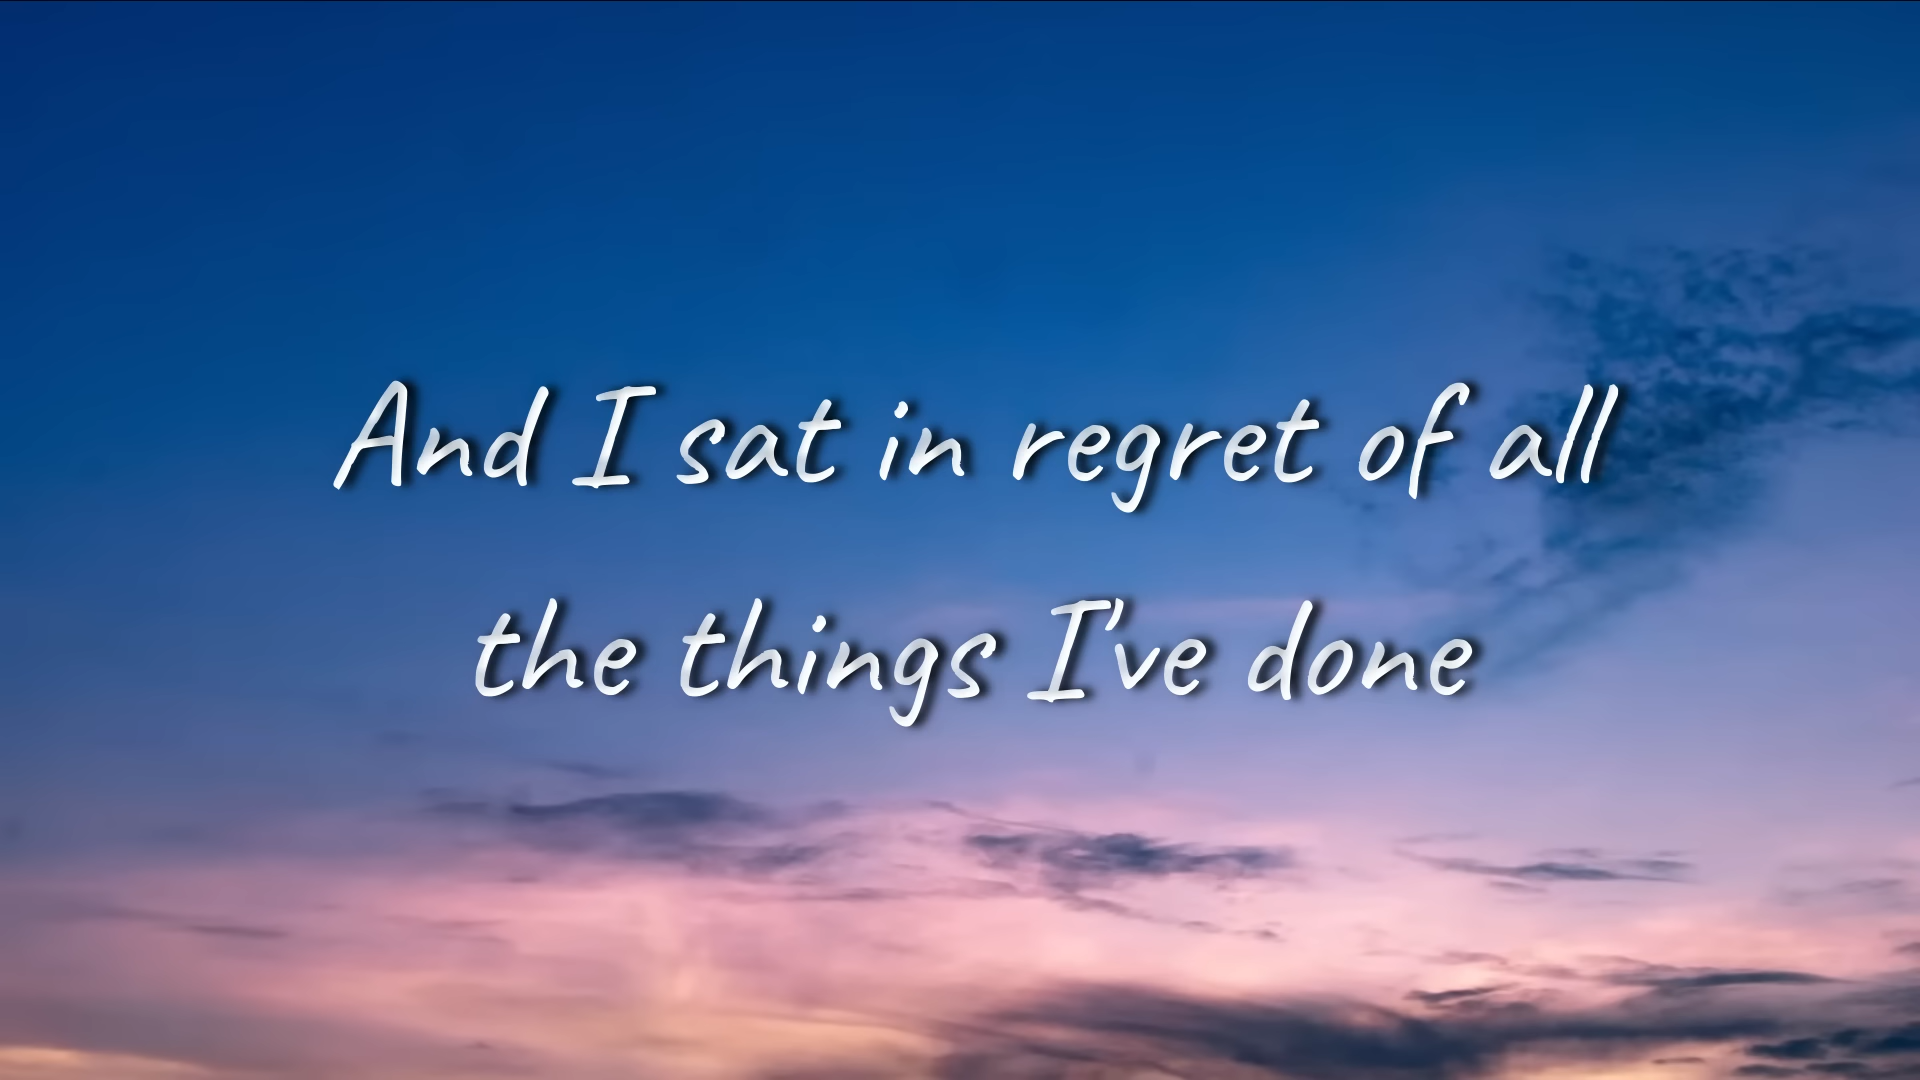 And I sat in regret of all
the things I've done